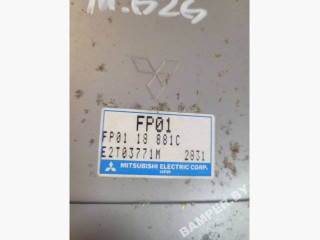 M.626
FP01
FP01 18 881C
E2T03771M 2831
MITSUBISHI ELECTRIC CORP.
JAPAN
BAMPER.BY